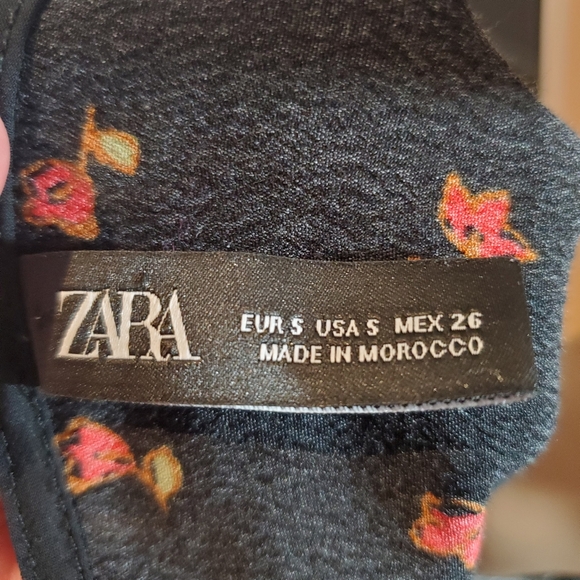 ZARA
EUR S USA S MEX 26
MADE IN MOROCCO